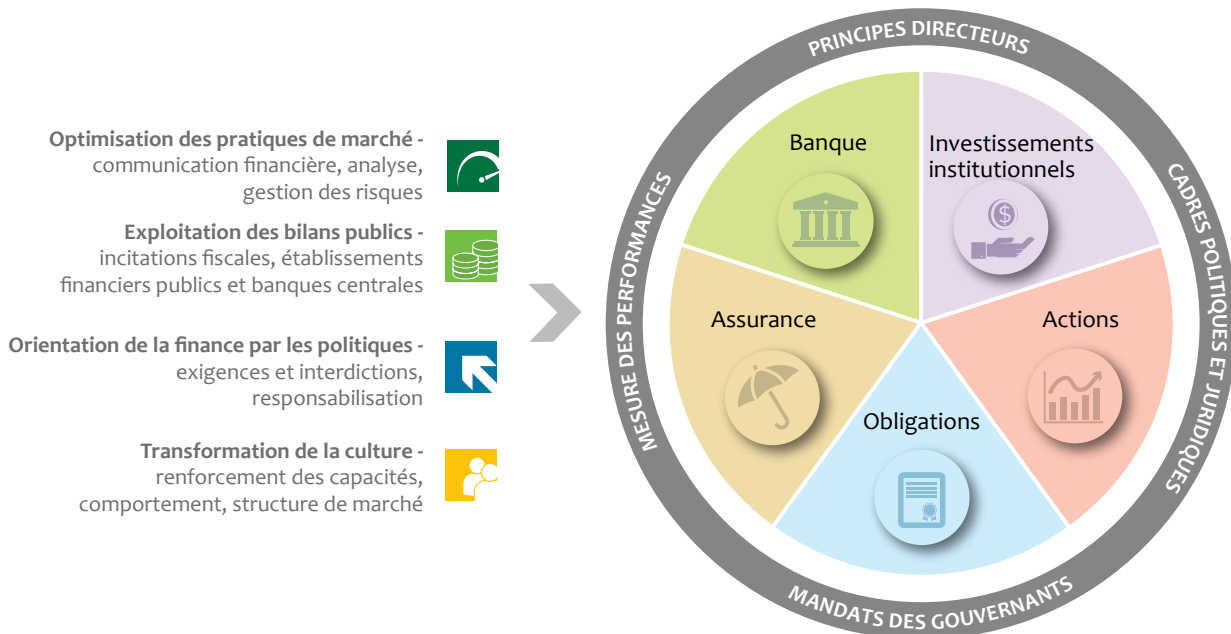 Optimisation des pratiques de marché -
communication financière, analyse,
gestion des risques
Exploitation des bilans publics -
incitations fiscales, établissements
financiers publics et banques centrales
Orientation de la finance par les politiques -
exigences et interdictions,
responsabilisation
Transformation de la culture -
renforcement des capacités,
comportement, structure de marché
PRINCIPES DIRECTEURS
CADRES POLITIQUES ET JURIDIQUES
MANDATS DES GOUVERNANTS
MESURE DES PERFORMANCES
Banque
Investissements
institutionnels
$
Assurance
Actions
Obligations